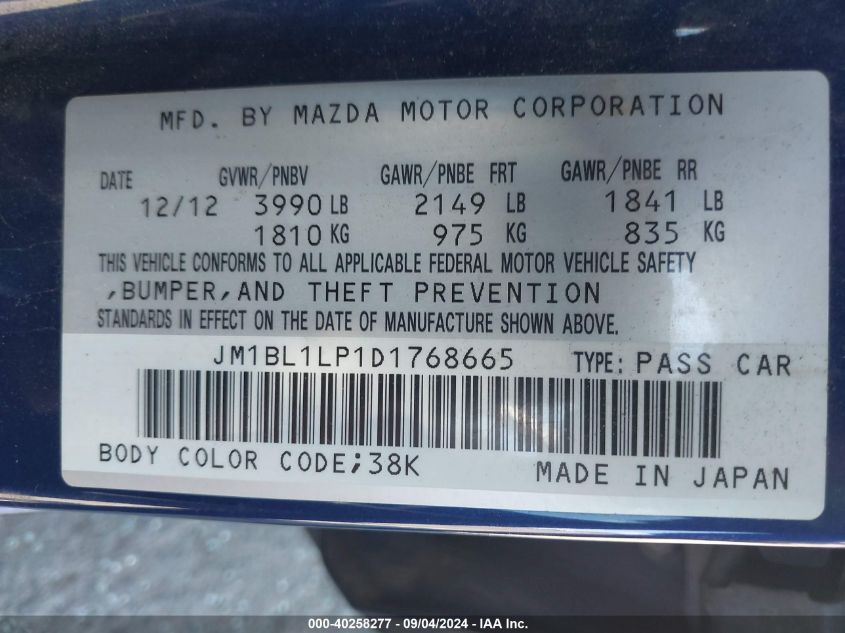 MFD. BY MAZDA MOTOR CORPORATION
DATE GVWR/PNBV GAWR/PNBE FRT GAWR/PNBE RR
12/12 3990 LB 2149 LB 1841 LB
1810 KG 975 KG 835 KG
THIS VEHICLE CONFORMS TO ALL APPLICABLE FEDERAL MOTOR VEHICLE SAFETY
,BUMPER,AND THEFT PREVENTION
STANDARDS IN EFFECT ON THE DATE OF MANUFACTURE SHOWN ABOVE.
JM1BL1LP1D1768665 TYPE: PASS CAR
BODY COLOR CODE;38K MADE IN JAPAN
000-40258277 - 09/04/2024 - IAA Inc.